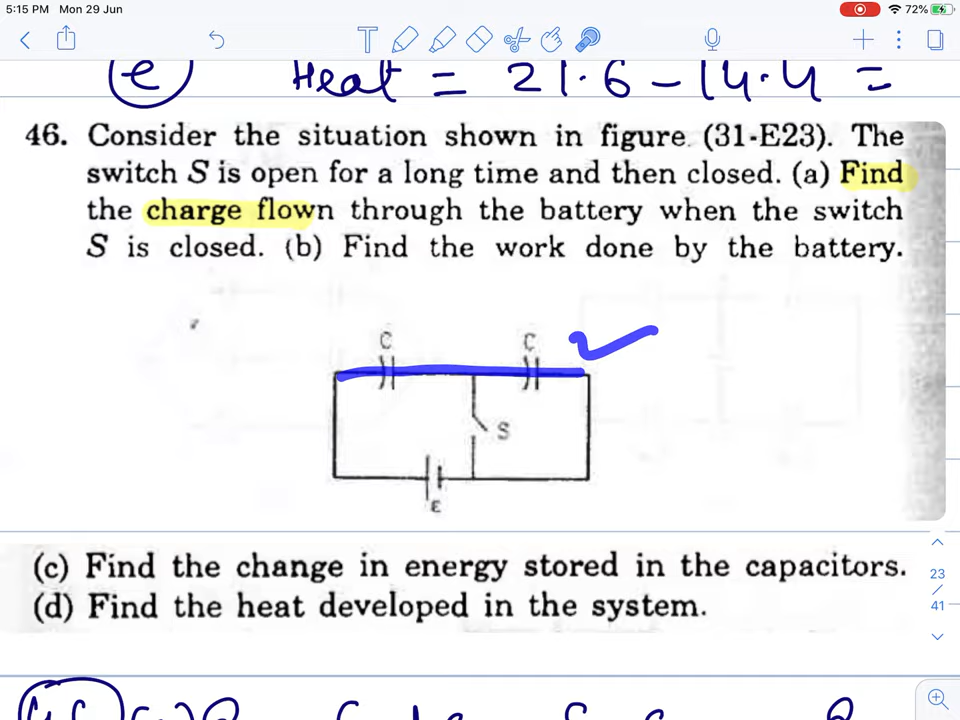 5:15 PM Mon 29 Jun
72%
(e) Heat = 21.6 - 14.4 =
46. Consider the situation shown in figure (31-E23). The
switch S is open for a long time and then closed. (a) Find
the charge flown through the battery when the switch
S is closed. (b) Find the work done by the battery.
C C
S
ε
(c) Find the change in energy stored in the capacitors.
(d) Find the heat developed in the system.
23
/
41